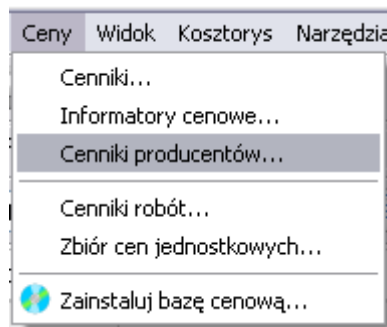 Ceny Widok Kosztorys Narzędzia
Cenniki...
Informatory cenowe...
Cenniki producentów...
Cenniki robót...
Zbiór cen jednostkowych...
Zainstaluj bazę cenową...